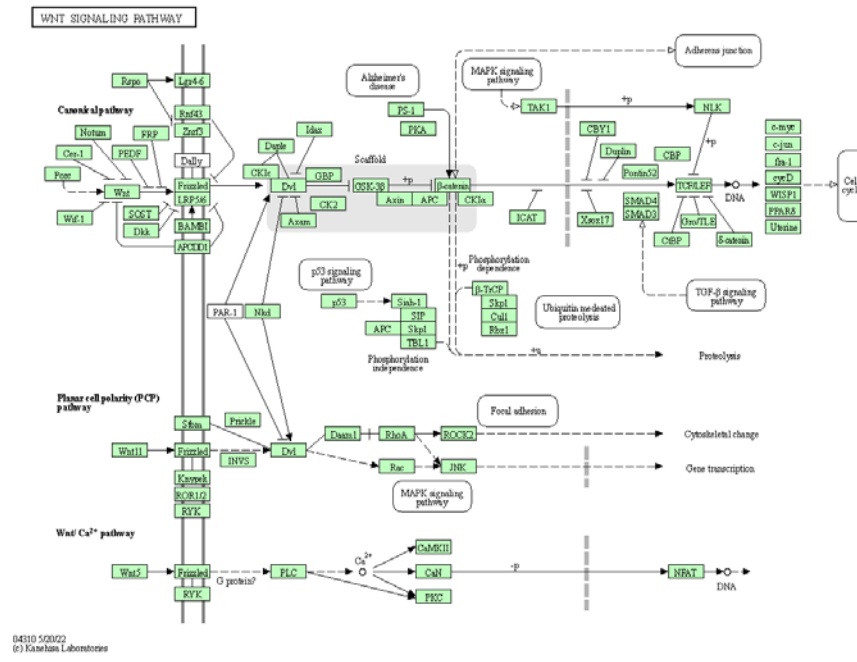 WNT SIGNALING PATHWAY
Rspo
Lgr4-6
Alzheimer's
disease
Adherens junction
MAPK signaling
pathway
Rnf43
Znrf3
PS-1
PKA
TAK1
+p
NLK
Canonical pathway
Notum
FRP
Cer-1
PEDF
Porc
Dally
Idax
Duple
CKIε
GBP
Scaffold
CBY1
Duplin
CBP
+p
Pontin52
c-myc
c-jun
fra-1
cycD
WISP1
PPARδ
Uterine
Wnt
Frizzled
LRP5/6
Dvl
GSK-3β
+p
β-catenin
Axin
APC
CKIα
TCF/LEF
DNA
Cell
cycle
Wif-1
SOST
Dkk
BAMBI
APCDD1
CK2
Axam
ICAT
Xsox17
SMAD4
SMAD3
Gro/TLE
CtBP
δ-catenin
Phosphorylation
dependence
+p
p53 signaling
pathway
TGF-β signaling
pathway
PAR-1
Nkd
p53
Siah-1
SIP
APC
Skp1
TBL1
β-TrCP
Skp1
Cul1
Rbx1
Ubiquitin mediated
proteolysis
Phosphorylation
independence
+u
Proteolysis
Planar cell polarity (PCP)
pathway
Stbm
Prickle
Focal adhesion
Daam1
RhoA
ROCK2
Cytoskeletal change
Wnt11
Frizzled
INVS
Dvl
Rac
JNK
Gene transcription
Knypek
ROR1/2
RYK
MAPK signaling
pathway
Wnt/ Ca2+ pathway
CaMKII
Ca2+
Wnt5
Frizzled
G protein?
PLC
CaN
-p
NFAT
DNA
RYK
PKC
04310 5/20/22
(c) Kanehisa Laboratories